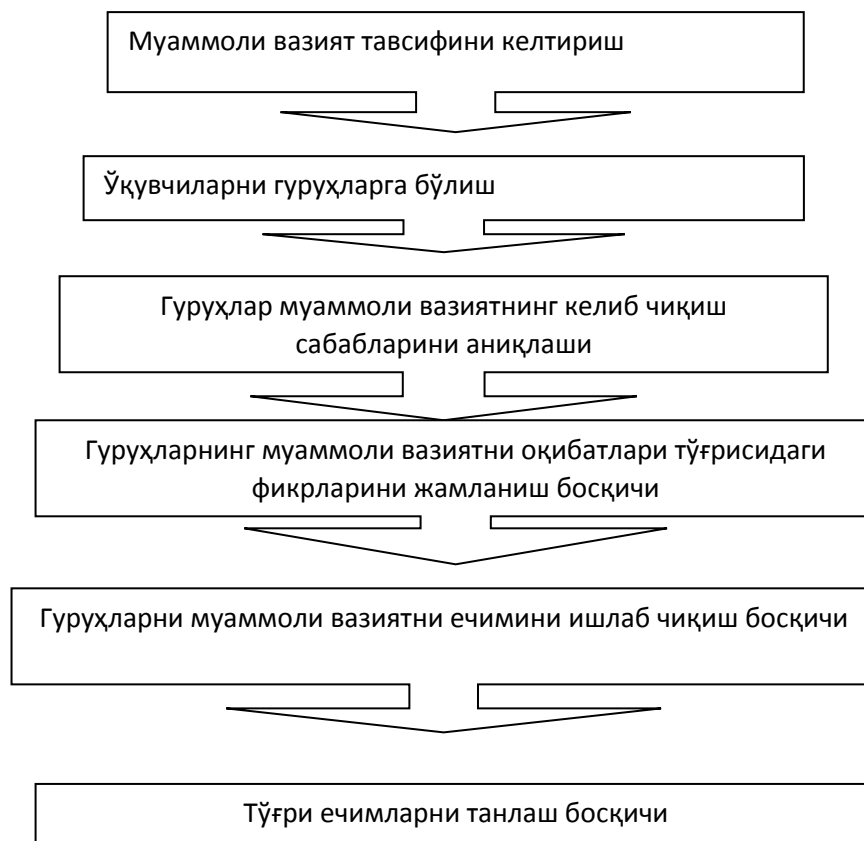 Муаммоли вазият тавсифини келтириш
Ўқувчиларни гуруҳларга бўлиш
Гуруҳлар муаммоли вазиятнинг келиб чиқиш
сабабларини аниқлаши
Гуруҳларнинг муаммоли вазиятни оқибатлари тўғрисидаги
фикрларини жамланиш босқичи
Гуруҳларни муаммоли вазиятни ечимини ишлаб чиқиш босқичи
Тўғри ечимларни танлаш босқичи